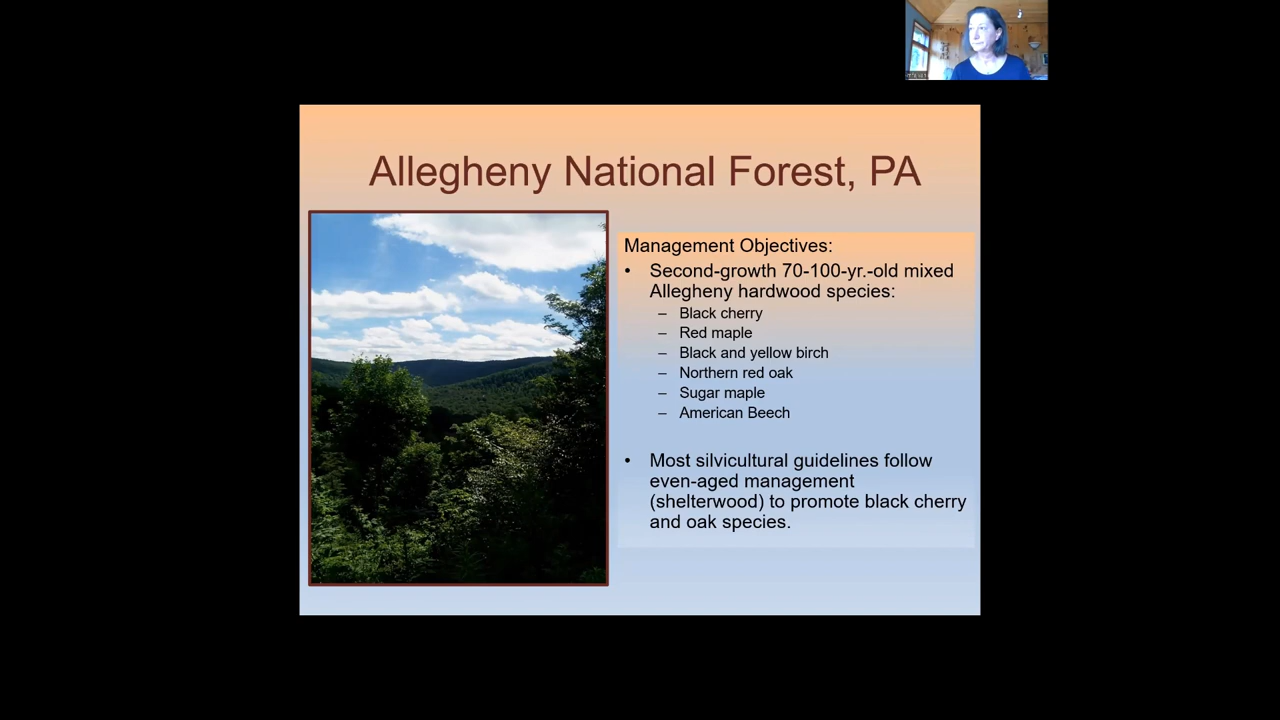 Allegheny National Forest, PA
Management Objectives:
• Second-growth 70-100-yr.-old mixed
Allegheny hardwood species:
– Black cherry
– Red maple
– Black and yellow birch
– Northern red oak
– Sugar maple
– American Beech
• Most silvicultural guidelines follow
even-aged management
(shelterwood) to promote black cherry
and oak species.